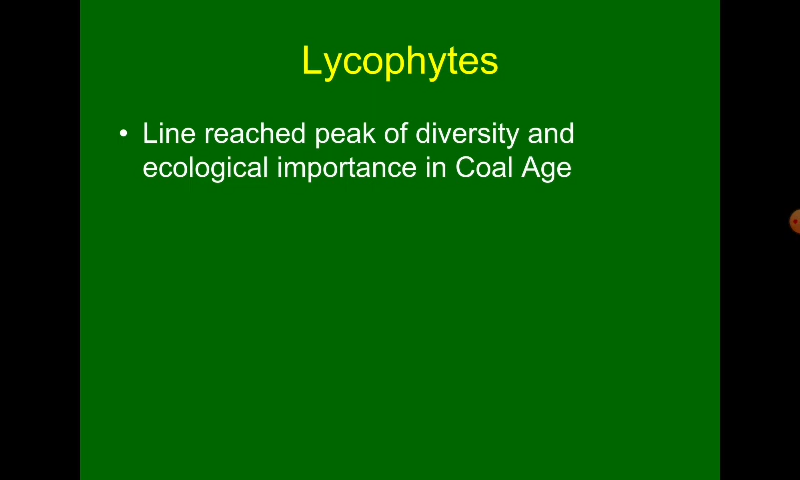 Lycophytes
• Line reached peak of diversity and
ecological importance in Coal Age